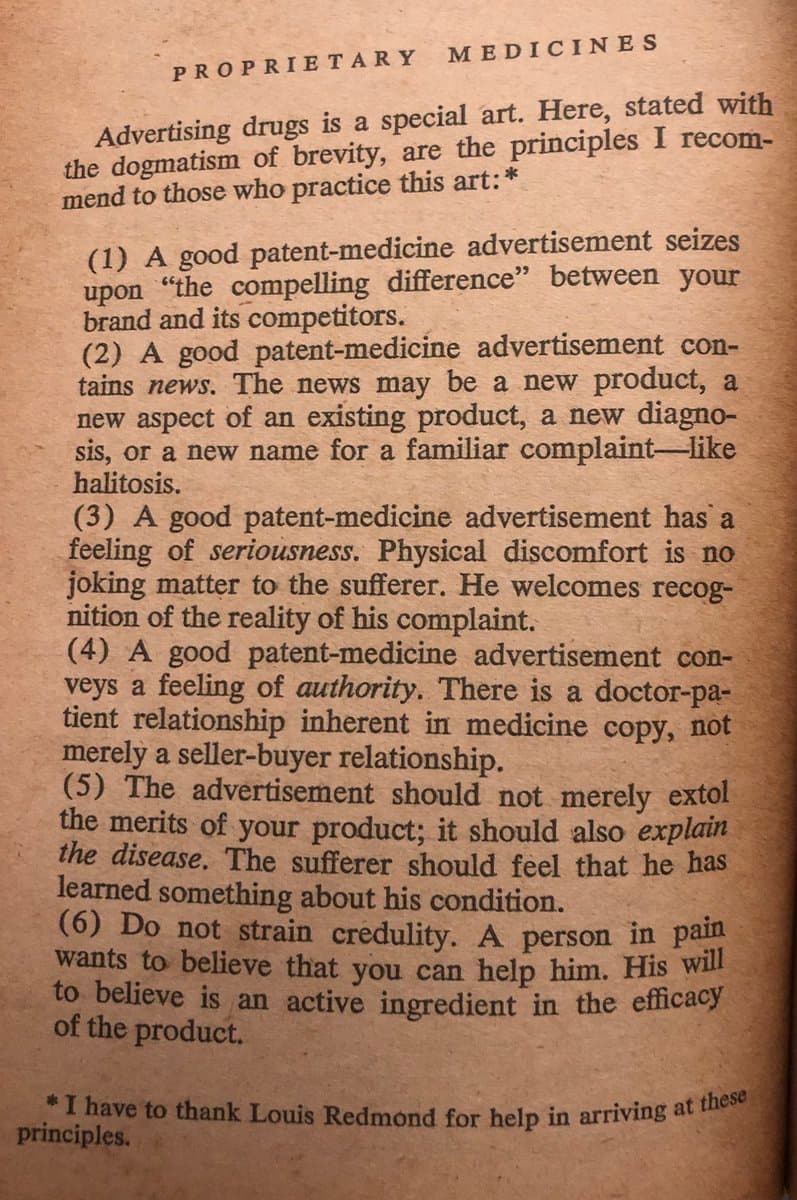 PROPRIETARY MEDICINES
Advertising drugs is a special art. Here, stated with
the dogmatism of brevity, are the principles I recom-
mend to those who practice this art:*
(1) A good patent-medicine advertisement seizes
upon “the compelling difference” between your
brand and its competitors.
(2) A good patent-medicine advertisement con-
tains news. The news may be a new product, a
new aspect of an existing product, a new diagno-
sis, or a new name for a familiar complaint—like
halitosis.
(3) A good patent-medicine advertisement has a
feeling of seriousness. Physical discomfort is no
joking matter to the sufferer. He welcomes recog-
nition of the reality of his complaint.
(4) A good patent-medicine advertisement con-
veys a feeling of authority. There is a doctor-pa-
tient relationship inherent in medicine copy, not
merely a seller-buyer relationship.
(5) The advertisement should not merely extol
the merits of your product; it should also explain
the disease. The sufferer should feel that he has
learned something about his condition.
(6) Do not strain credulity. A person in pain
wants to believe that you can help him. His will
to believe is an active ingredient in the efficacy
of the product.
* I have to thank Louis Redmond for help in arriving at these
principles.